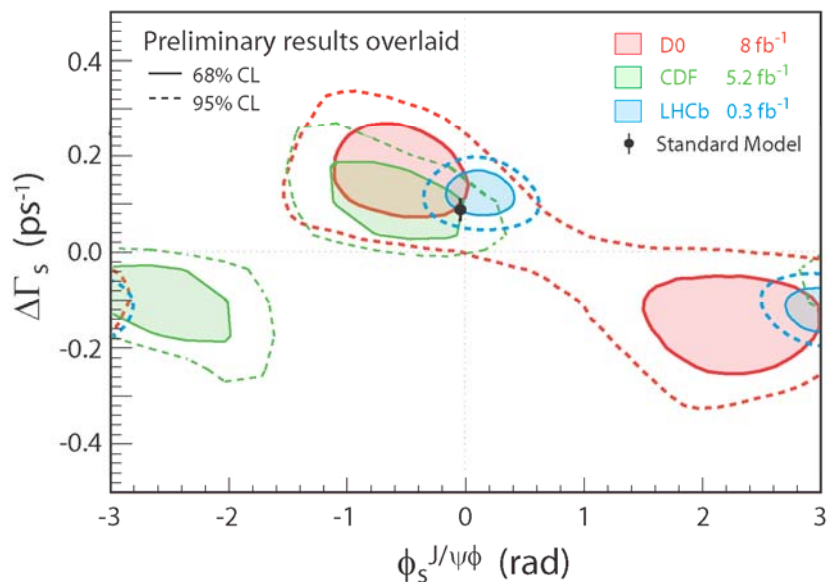 Preliminary results overlaid
68% CL
95% CL
D0 8 fb⁻¹
CDF 5.2 fb⁻¹
LHCb 0.3 fb⁻¹
Standard Model
ΔΓₛ (ps⁻¹)
0.4
0.2
0.0
-0.2
-0.4
-3 -2 -1 0 1 2 3
ϕₛ^J/ψϕ (rad)